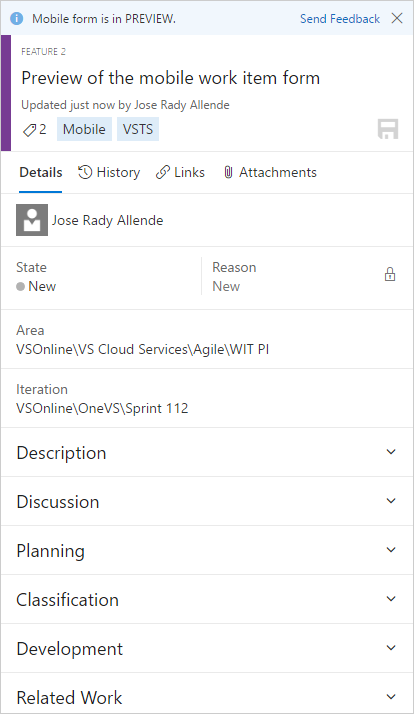 Mobile form is in PREVIEW. Send Feedback
FEATURE 2
Preview of the mobile work item form
Updated just now by Jose Rady Allende
2 Mobile VSTS
Details History Links Attachments
Jose Rady Allende
State Reason
New New
Area
VSOnline\VS Cloud Services\Agile\WIT PI
Iteration
VSOnline\OneVS\Sprint 112
Description
Discussion
Planning
Classification
Development
Related Work